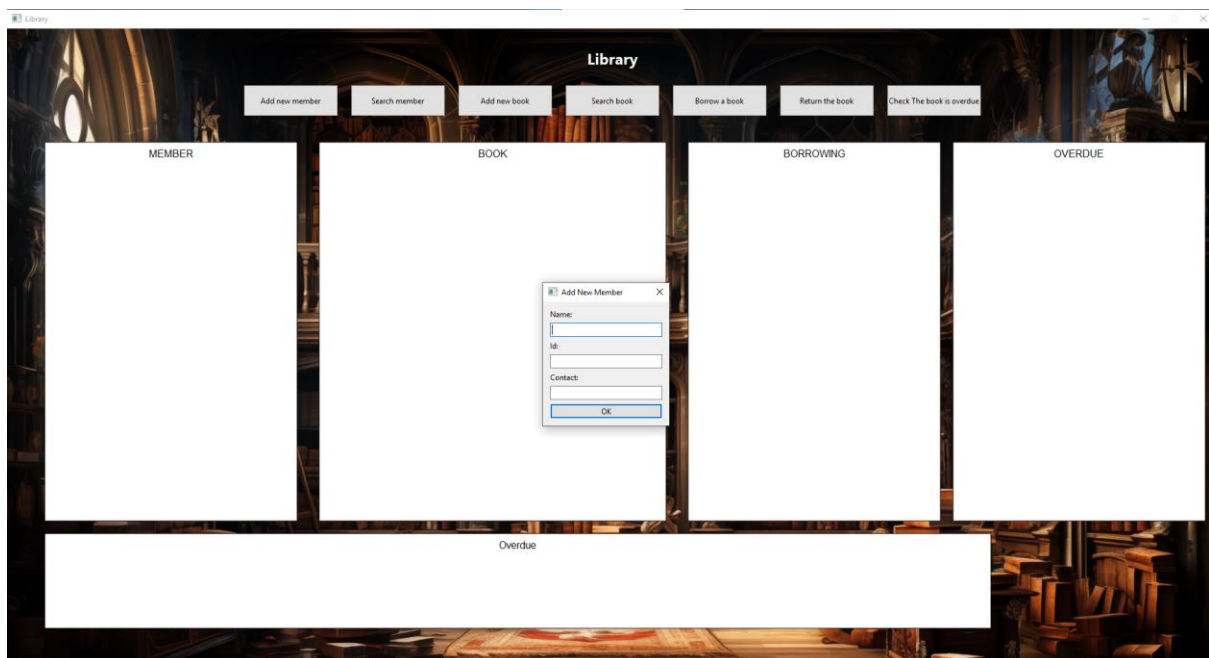 Library
Library
Add new member Search member Add new book Search book Borrow a book Return the book Check The book is overdue
MEMBER BOOK BORROWING OVERDUE
Add New Member
Name:
Id:
Contact:
OK
Overdue